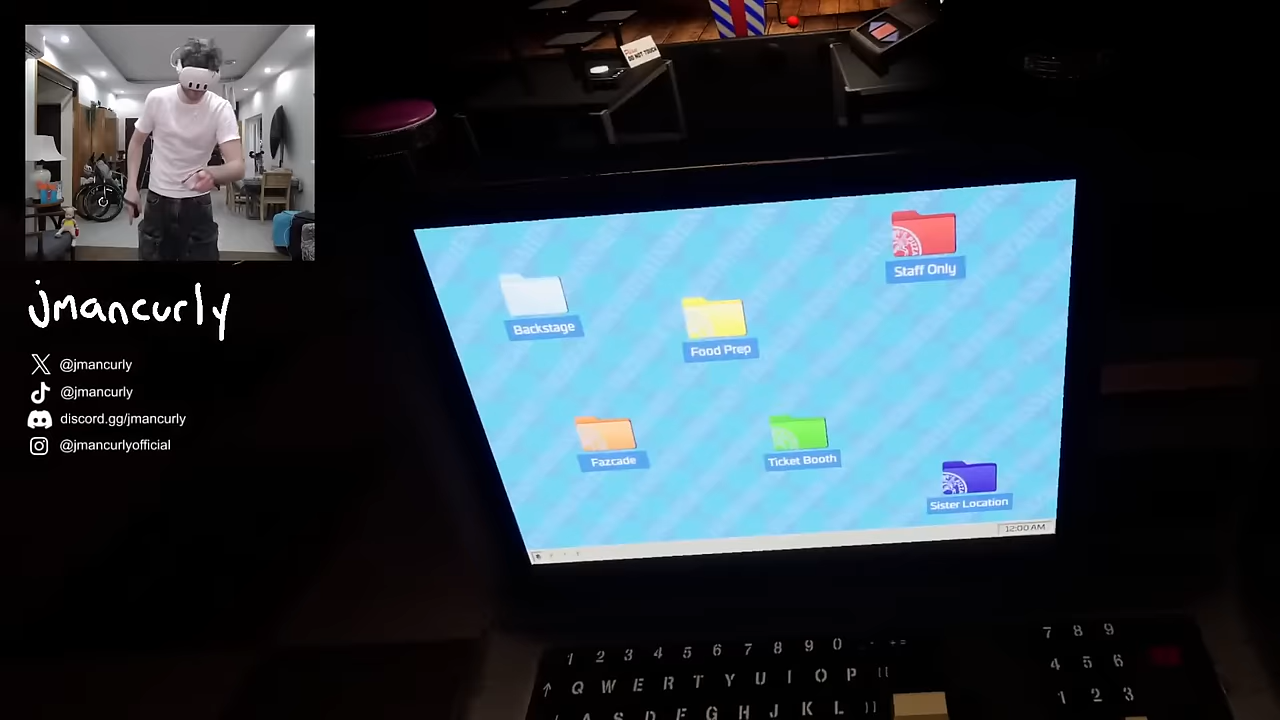 DO NOT TOUCH
Staff Only
Backstage
Food Prep
jmancurly
@jmancurly
@jmancurly
discord.gg/jmancurly
@jmancurlyofficial
Fazcade
Ticket Booth
Sister Location
12:00 AM
1 2 3 4 5 6 7 8 9 0 - + =
Q W E R T Y U I O P [ [
A S D F G H J K L ] ]
7 8 9
4 5 6
1 2 3